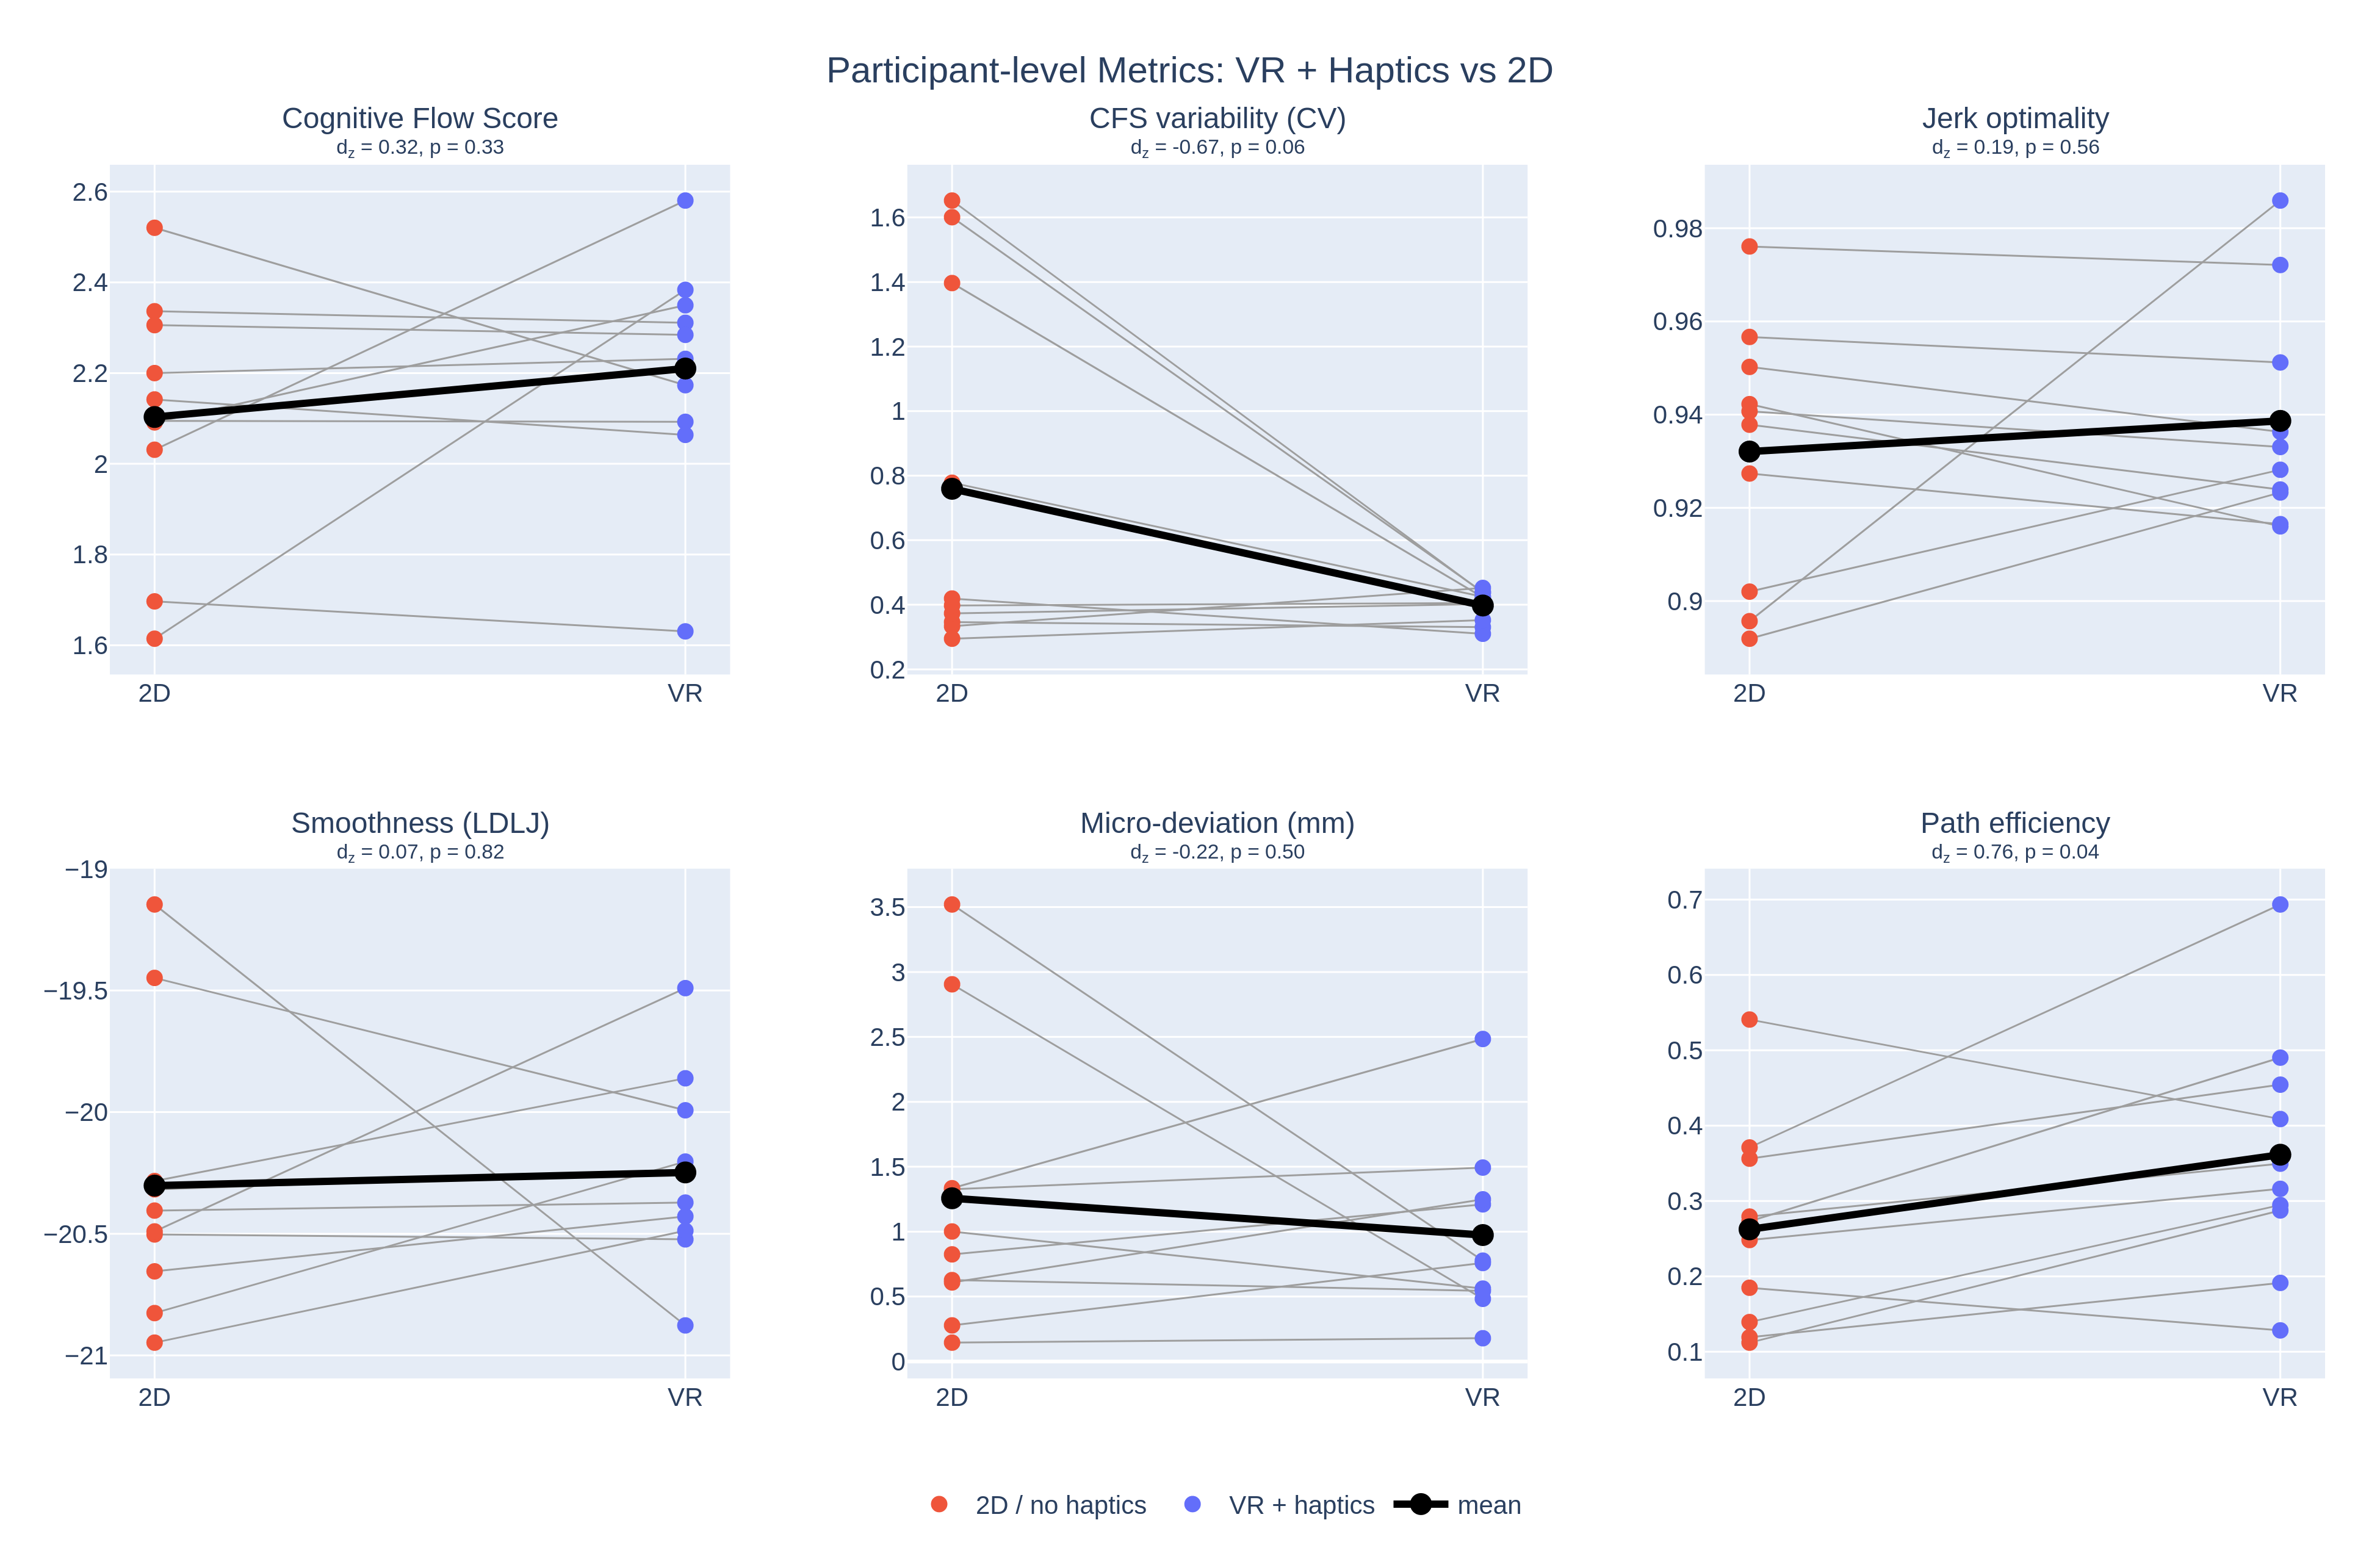 Participant-level Metrics: VR + Haptics vs 2D
Cognitive Flow Score
d_z = 0.32, p = 0.33
2.6
2.4
2.2
2
1.8
1.6
2D VR
CFS variability (CV)
d_z = -0.67, p = 0.06
1.6
1.4
1.2
1
0.8
0.6
0.4
0.2
2D VR
Jerk optimality
d_z = 0.19, p = 0.56
0.98
0.96
0.94
0.92
0.9
2D VR
Smoothness (LDLJ)
d_z = 0.07, p = 0.82
−19
−19.5
−20
−20.5
−21
2D VR
Micro-deviation (mm)
d_z = -0.22, p = 0.50
3.5
3
2.5
2
1.5
1
0.5
0
2D VR
Path efficiency
d_z = 0.76, p = 0.04
0.7
0.6
0.5
0.4
0.3
0.2
0.1
2D VR
2D / no haptics VR + haptics mean